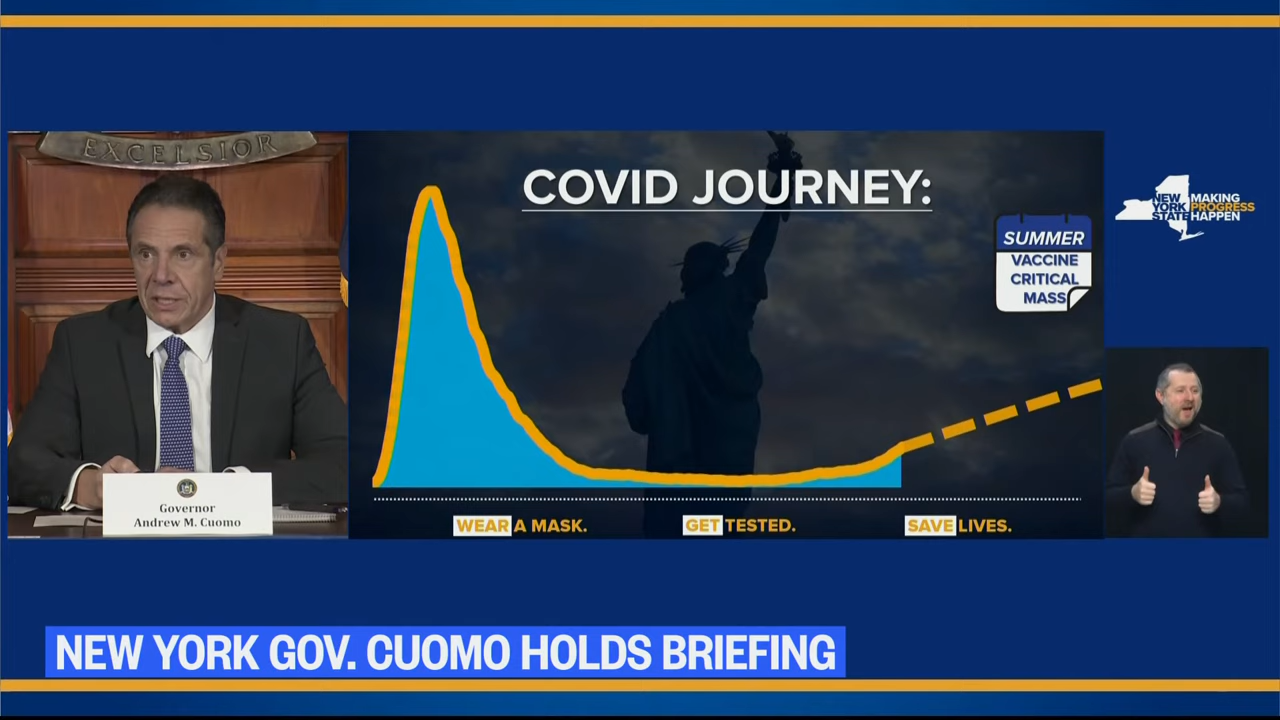 EXCELSIOR
COVID JOURNEY:
SUMMER
VACCINE
CRITICAL
MASS
NEW
YORK
STATE
MAKING
PROGRESS
HAPPEN
Governor
Andrew M. Cuomo
WEAR A MASK.
GET TESTED.
SAVE LIVES.
NEW YORK GOV. CUOMO HOLDS BRIEFING